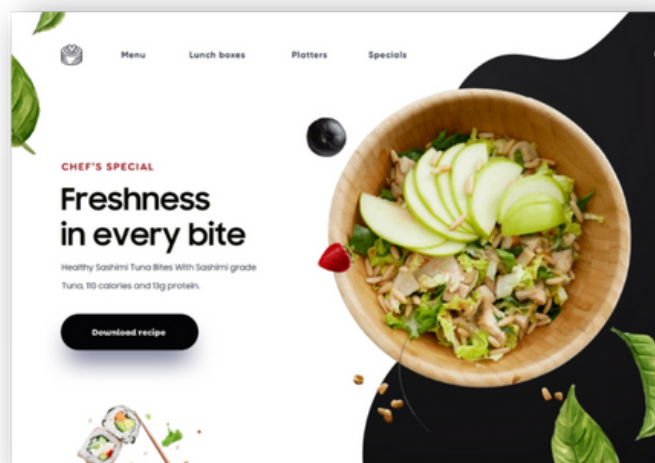 Menu
Lunch boxes
Platters
Specials
CHEF'S SPECIAL
Freshness
in every bite
Healthy Sashimi Tuna Bites With Sashimi grade
Tuna, 110 calories and 13g protein.
Download recipe